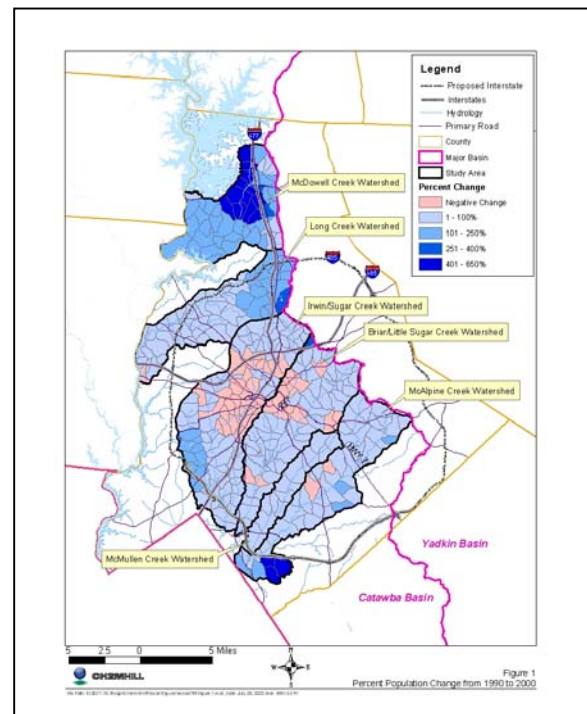 Legend
Proposed Interstate
Interstates
Hydrology
Primary Road
County
Major Basin
Study Area
Percent Change
Negative Change
1 - 100%
101 - 250%
251 - 400%
401 - 650%
77
McDowell Creek Watershed
Long Creek Watershed
Irwin/Sugar Creek Watershed
Briar/Little Sugar Creek Watershed
McAlpine Creek Watershed
McMullen Creek Watershed
Yadkin Basin
Catawba Basin
5 2.5 0 5 Miles
N
W E
S
CH2MHILL
Figure 1
Percent Population Change from 1990 to 2000